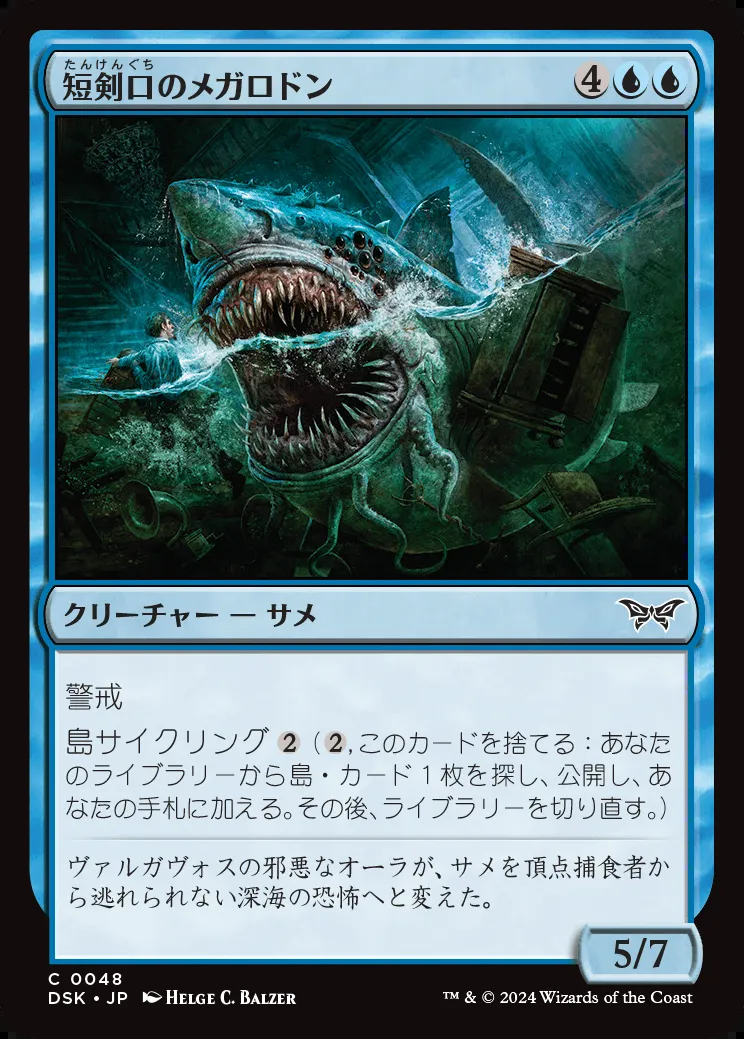 たんけんぐち
短剣口のメガロドン 4
クリーチャー — サメ
警戒
島サイクリング 2（2,このカードを捨てる：あなた
のライブラリーから島・カード１枚を探し、公開し、あ
なたの手札に加える。その後、ライブラリーを切り直す。）
ヴァルガヴォスの邪悪なオーラが、サメを頂点捕食者か
ら逃れられない深海の恐怖へと変えた。
5/7
C 0048
DSK • JP HELGE C. BALZER
™ & © 2024 Wizards of the Coast